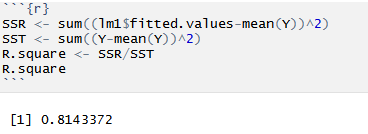 ```{r}
SSR <- sum((lm1$fitted.values-mean(Y))^2)
SST <- sum((Y-mean(Y))^2)
R.square <- SSR/SST
R.square
```
[1] 0.8143372